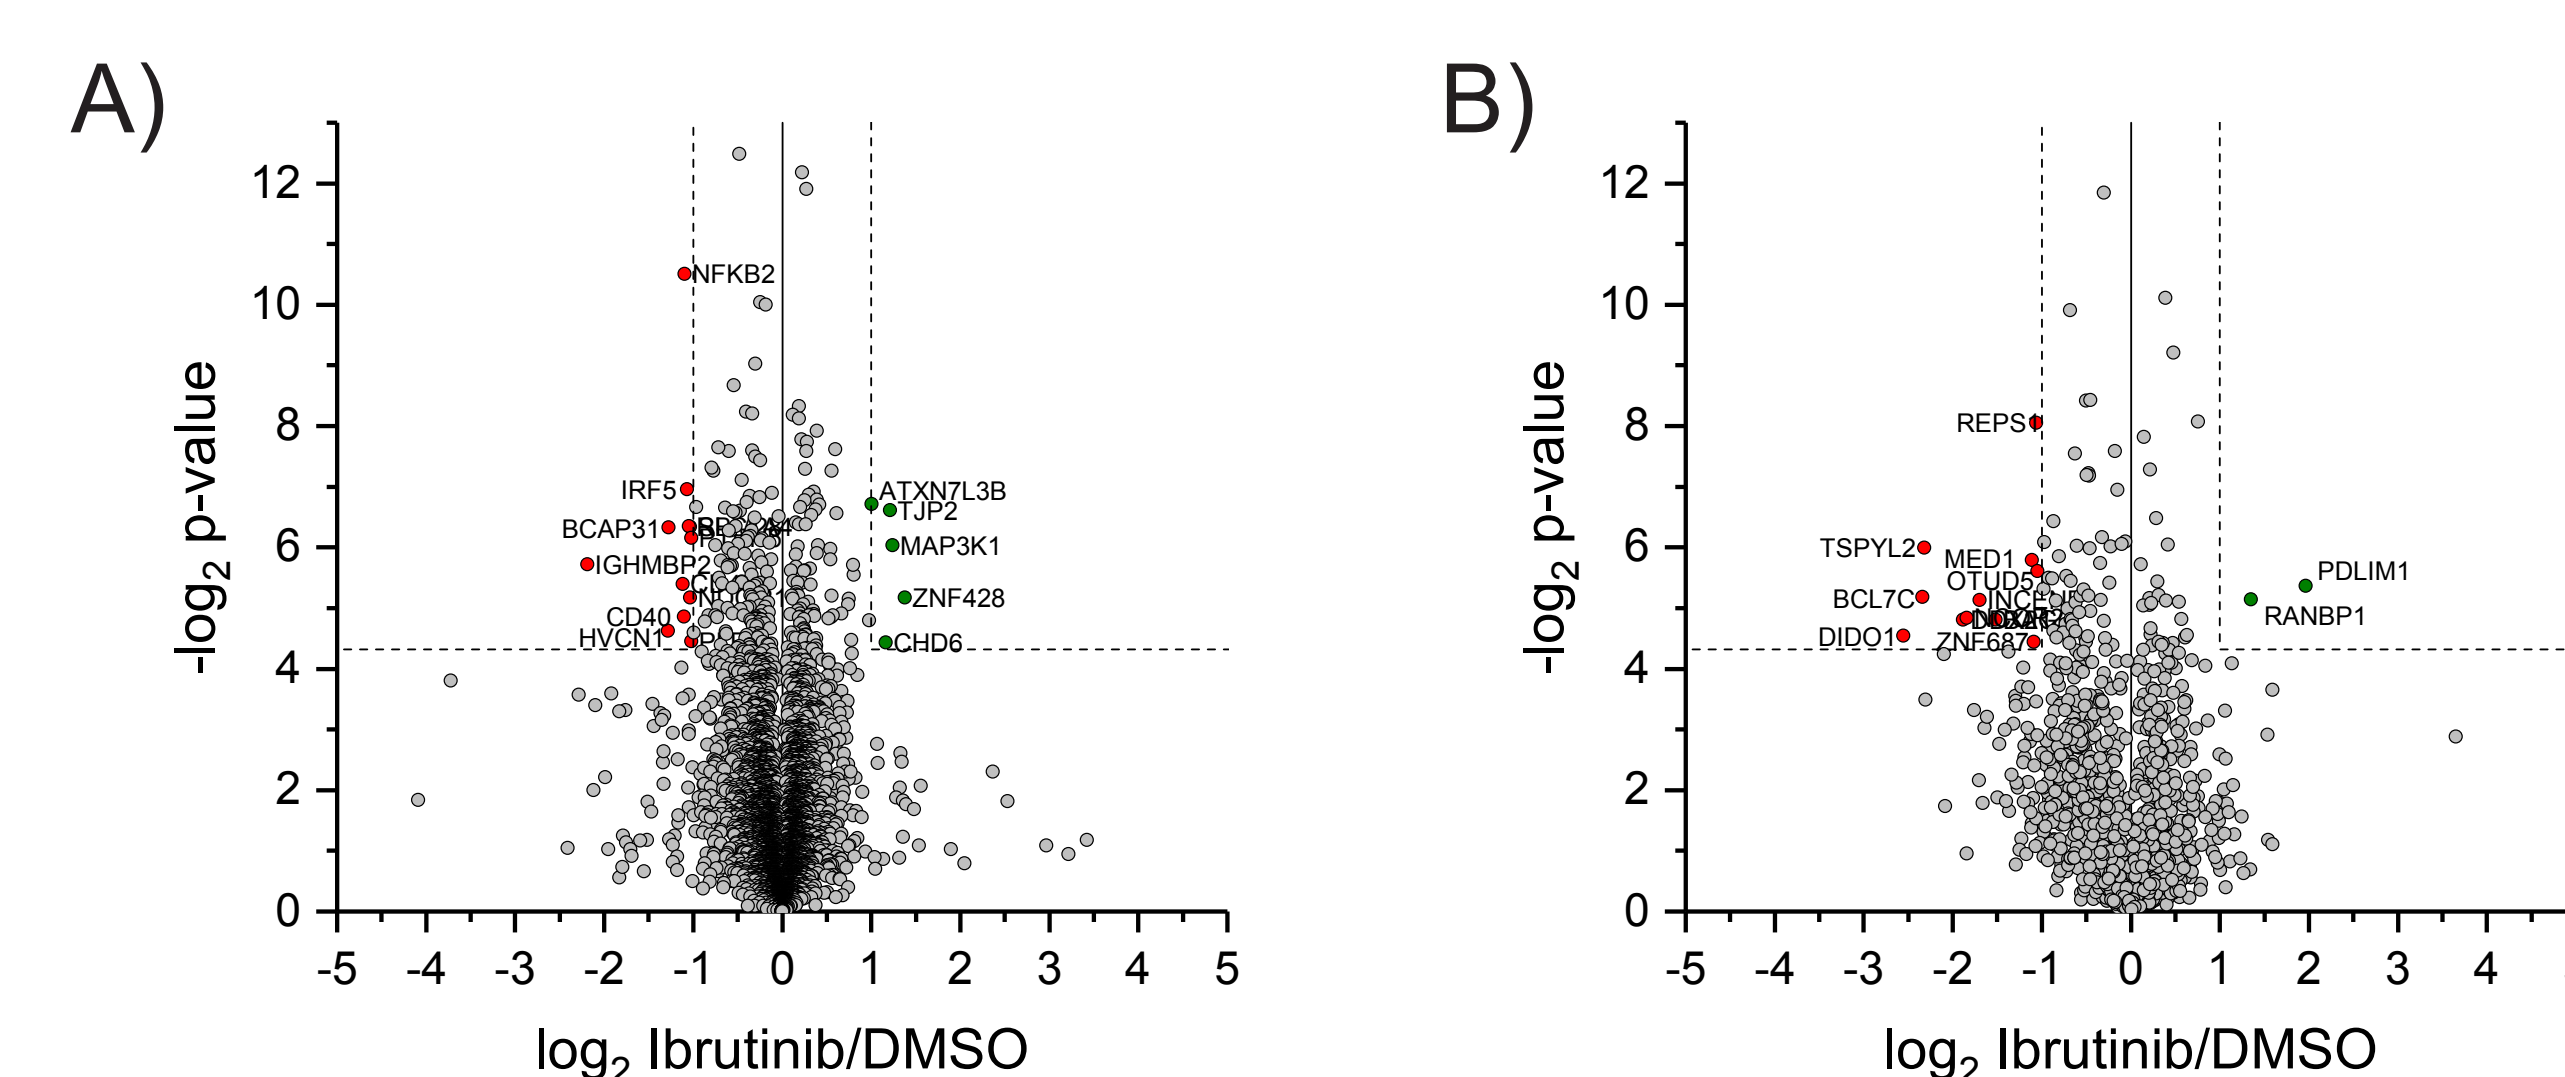 A)
12
10
8
6
4
2
0
-log2 p-value
NFKB2
IRF5
BCAP31
IGHMBP2
CD40
HVCN1
ATXN7L3B
TJP2
MAP3K1
ZNF428
CHD6
-5 -4 -3 -2 -1 0 1 2 3 4 5
log2 Ibrutinib/DMSO
B)
12
10
8
6
4
2
0
-log2 p-value
REPS1
TSPYL2
MED1
OTUD5
BCL7C
DIDO1
ZNF687
PDLIM1
RANBP1
-5 -4 -3 -2 -1 0 1 2 3 4
log2 Ibrutinib/DMSO